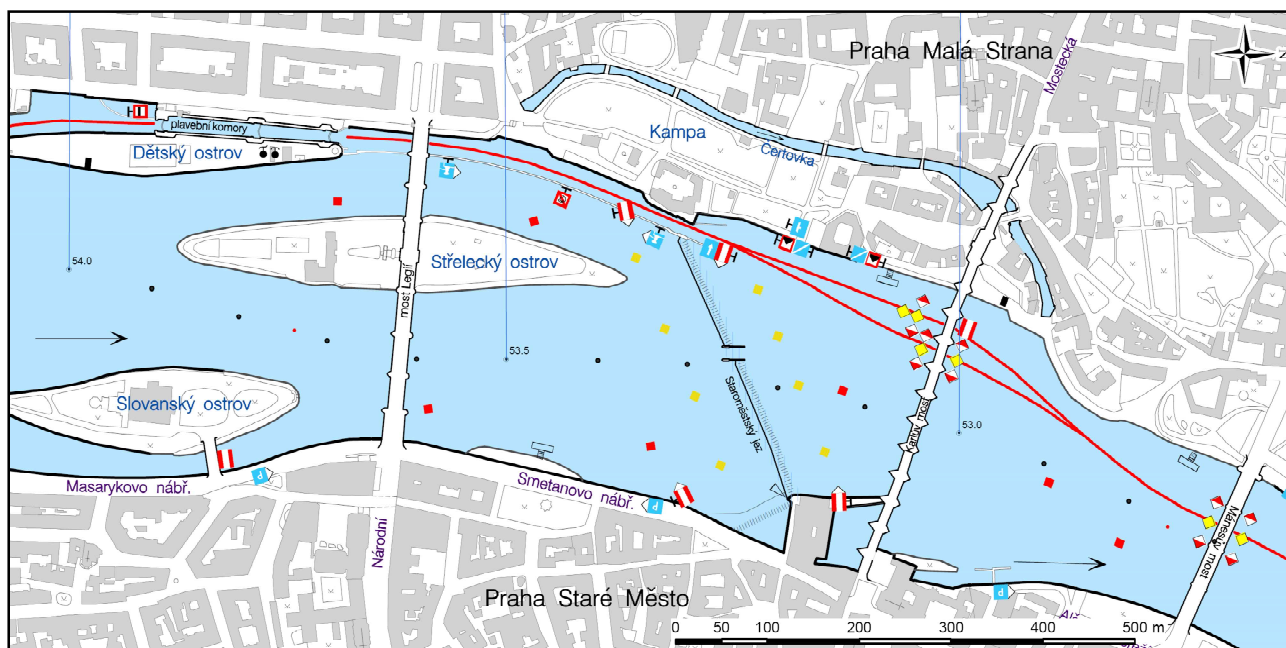 Praha Malá Strana
Mostecká
plavební komory
Dětský ostrov
Kampa
Čertovka
54.0
most Legií
Střelecký ostrov
53.5
53.0
Karlův most
Staroměstský jez
Slovanský ostrov
Masarykovo nábř.
P
Národní
Smetanovo nábř.
P
Mánesův most
P
Praha Staré Město
0 50 100 200 300 400 500 m